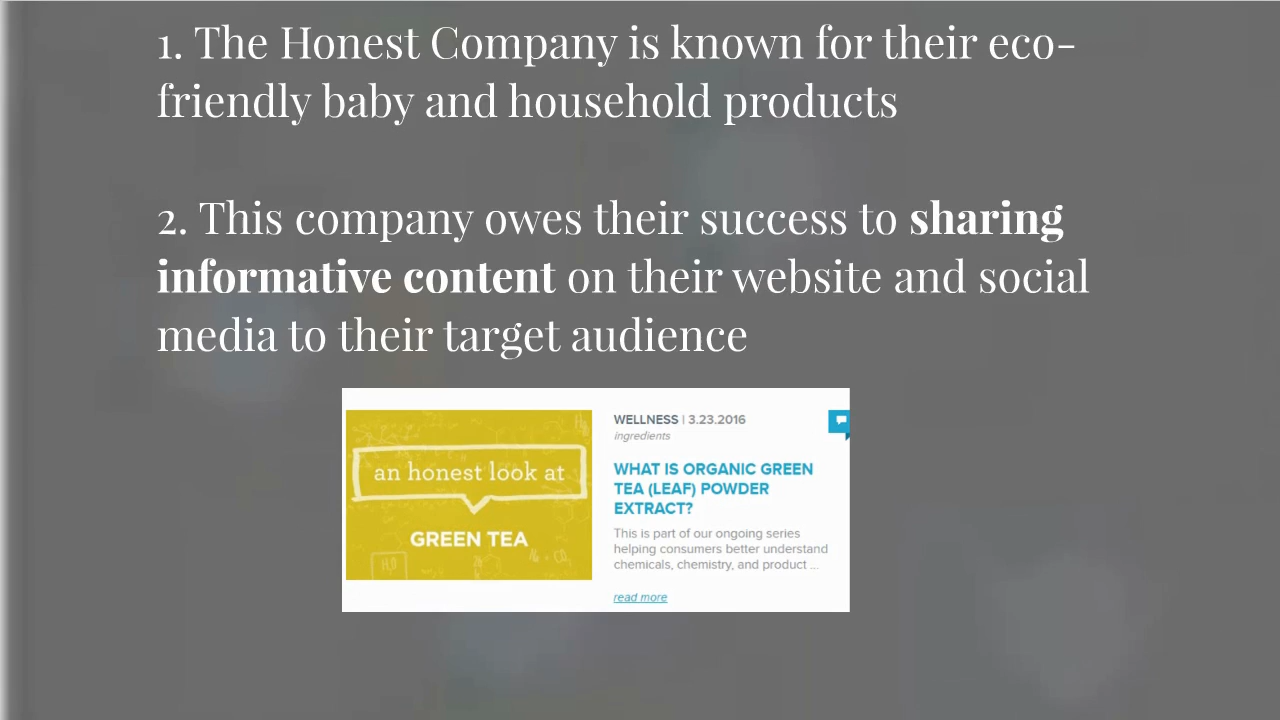 1. The Honest Company is known for their eco-
friendly baby and household products
2. This company owes their success to sharing
informative content on their website and social
media to their target audience
an honest look at
GREEN TEA
H₂O
WELLNESS | 3.23.2016
ingredients
WHAT IS ORGANIC GREEN
TEA (LEAF) POWDER
EXTRACT?
This is part of our ongoing series
helping consumers better understand
chemicals, chemistry, and product ...
read more